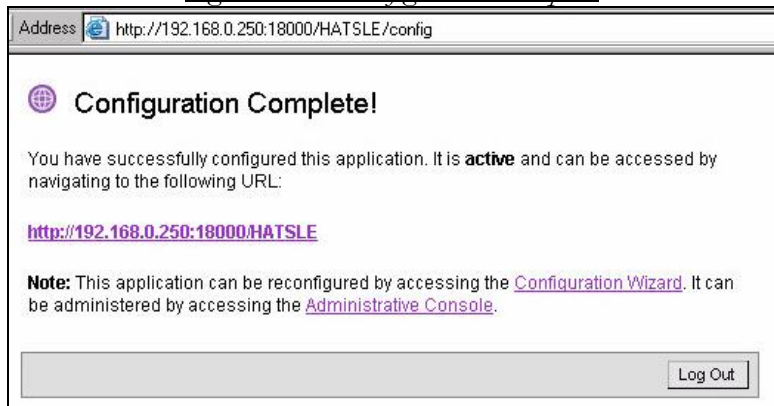 Address http://192.168.0.250:18000/HATSLE/config
Configuration Complete!
You have successfully configured this application. It is active and can be accessed by
navigating to the following URL:
http://192.168.0.250:18000/HATSLE
Note: This application can be reconfigured by accessing the Configuration Wizard. It can
be administered by accessing the Administrative Console.
Log Out